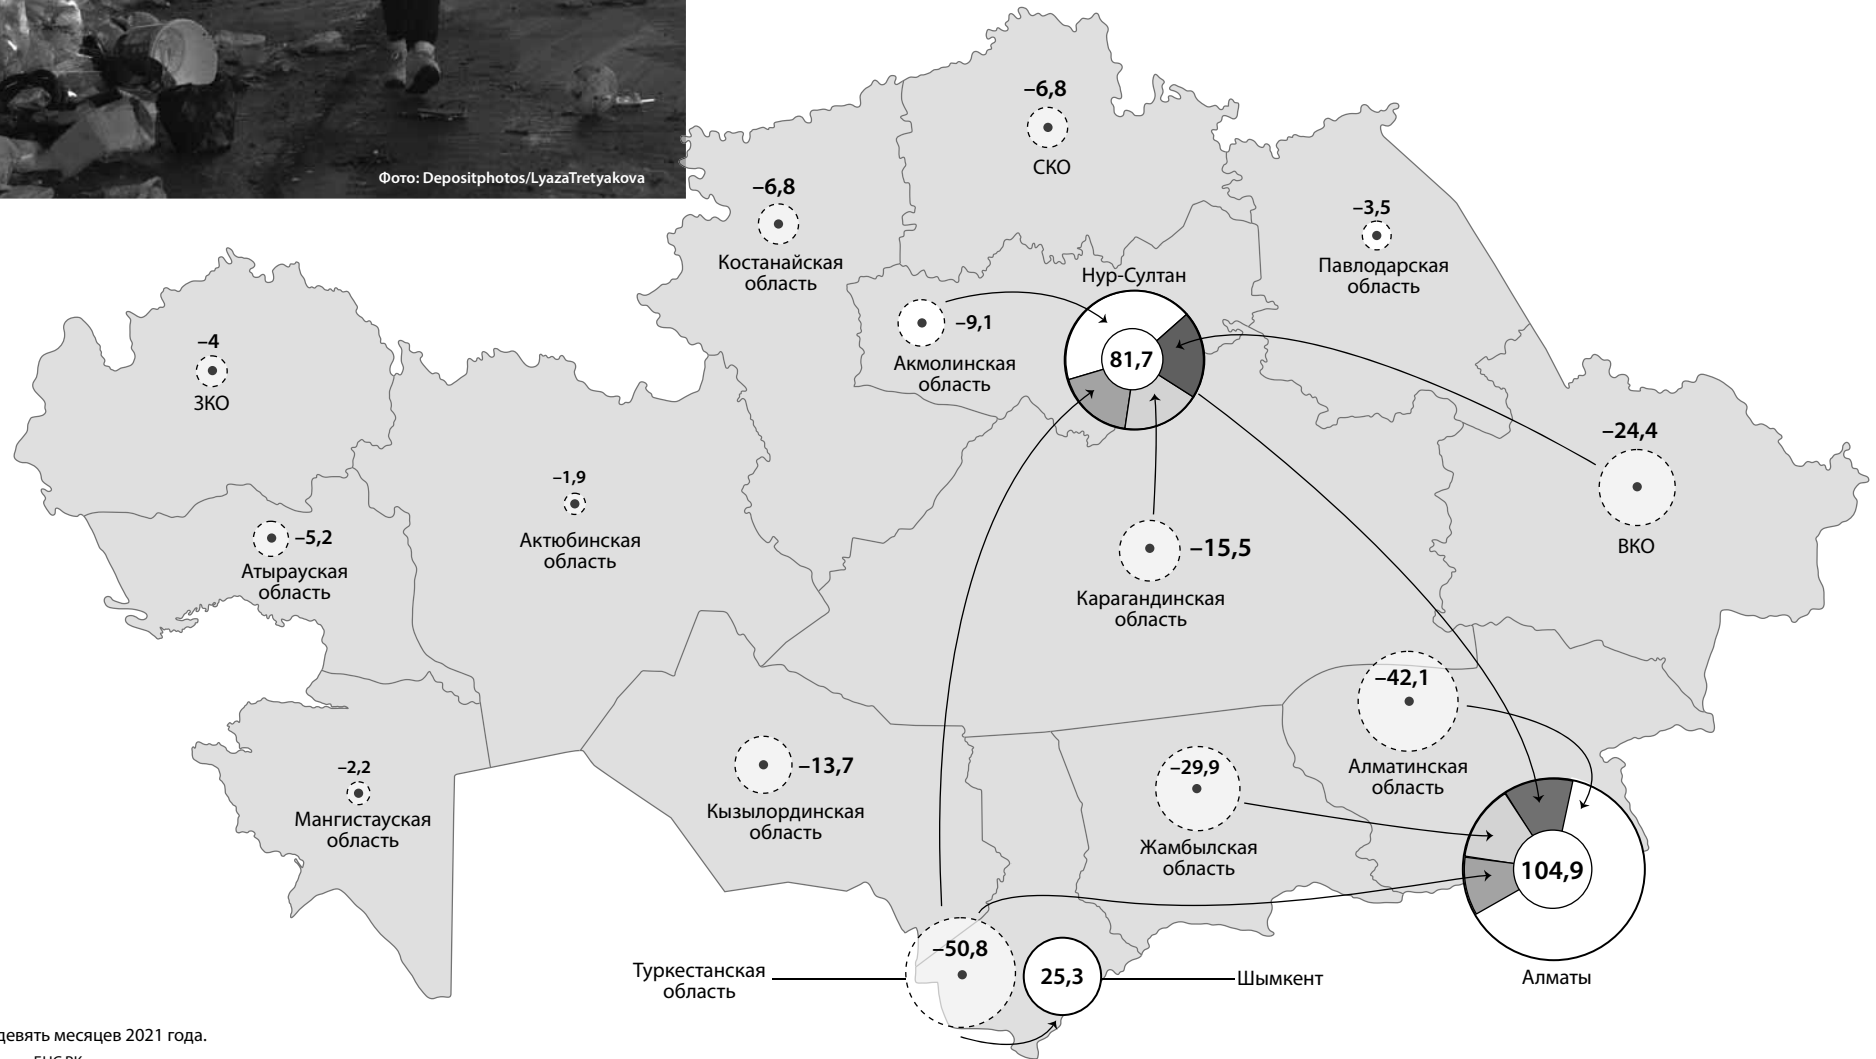 Фото: Depositphotos/LyazaTretyakova
–6,8
СКО
–6,8
Костанайская
область
–3,5
Павлодарская
область
Нур-Султан
81,7
–9,1
Акмолинская
область
–4
ЗКО
–24,4
ВКО
–1,9
Актюбинская
область
–5,2
Атырауская
область
–15,5
Карагандинская
область
–42,1
Алматинская
область
–2,2
Мангистауская
область
–13,7
Кызылординская
область
–29,9
Жамбылская
область
104,9
Алматы
–50,8
Туркестанская
область
25,3
Шымкент
девять месяцев 2021 года.